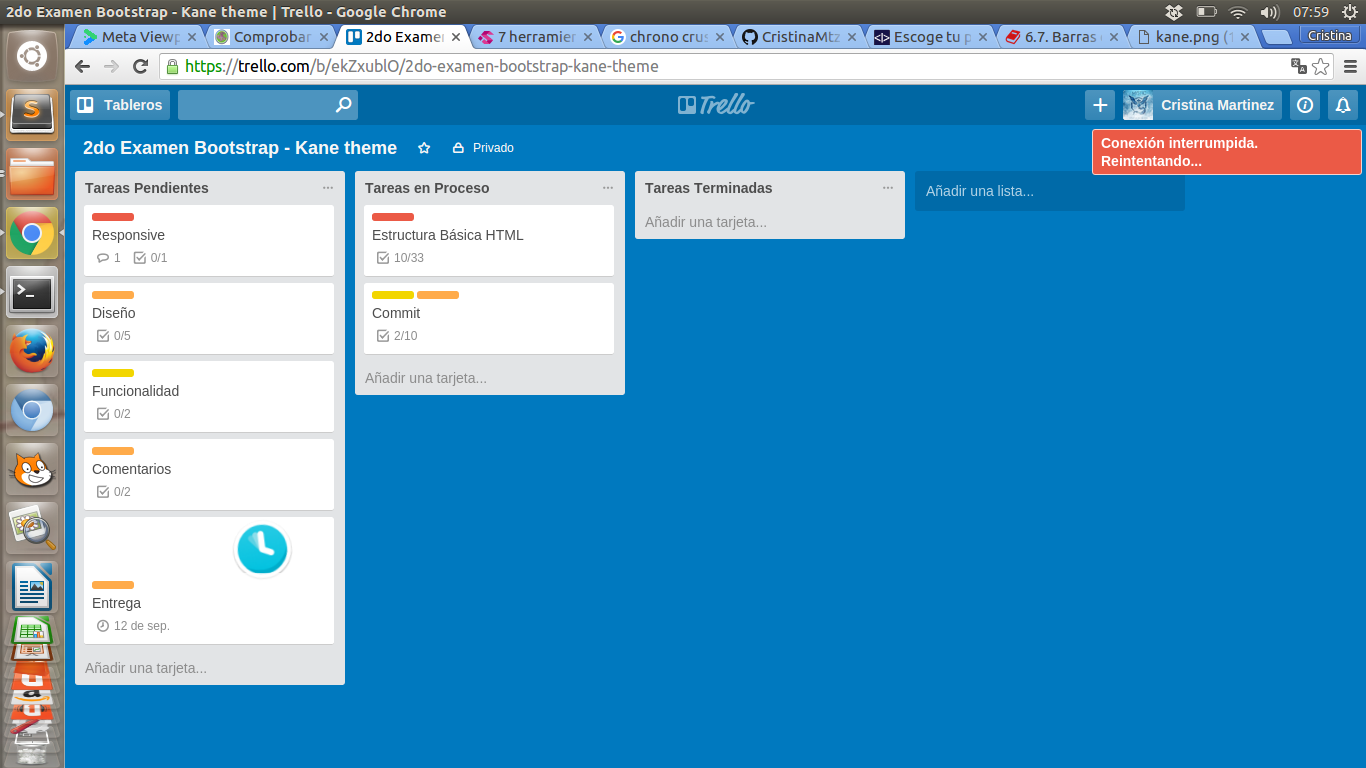 2do Examen Bootstrap - Kane theme | Trello - Google Chrome
07:59
Meta Viewp
Comprobar
2do Examen
7 herramien
chrono crus
CristinaMtz
Escoge tu p
6.7. Barras
kane.png (1
Cristina
https://trello.com/b/ekZxublO/2do-examen-bootstrap-kane-theme
Tableros
Trello
Cristina Martinez
2do Examen Bootstrap - Kane theme
Privado
Conexión interrumpida.
Reintentando...
Tareas Pendientes
Responsive
1 0/1
Diseño
0/5
Funcionalidad
0/2
Comentarios
0/2
Entrega
12 de sep.
Añadir una tarjeta...
Tareas en Proceso
Estructura Básica HTML
10/33
Commit
2/10
Añadir una tarjeta...
Tareas Terminadas
Añadir una tarjeta...
Añadir una lista...